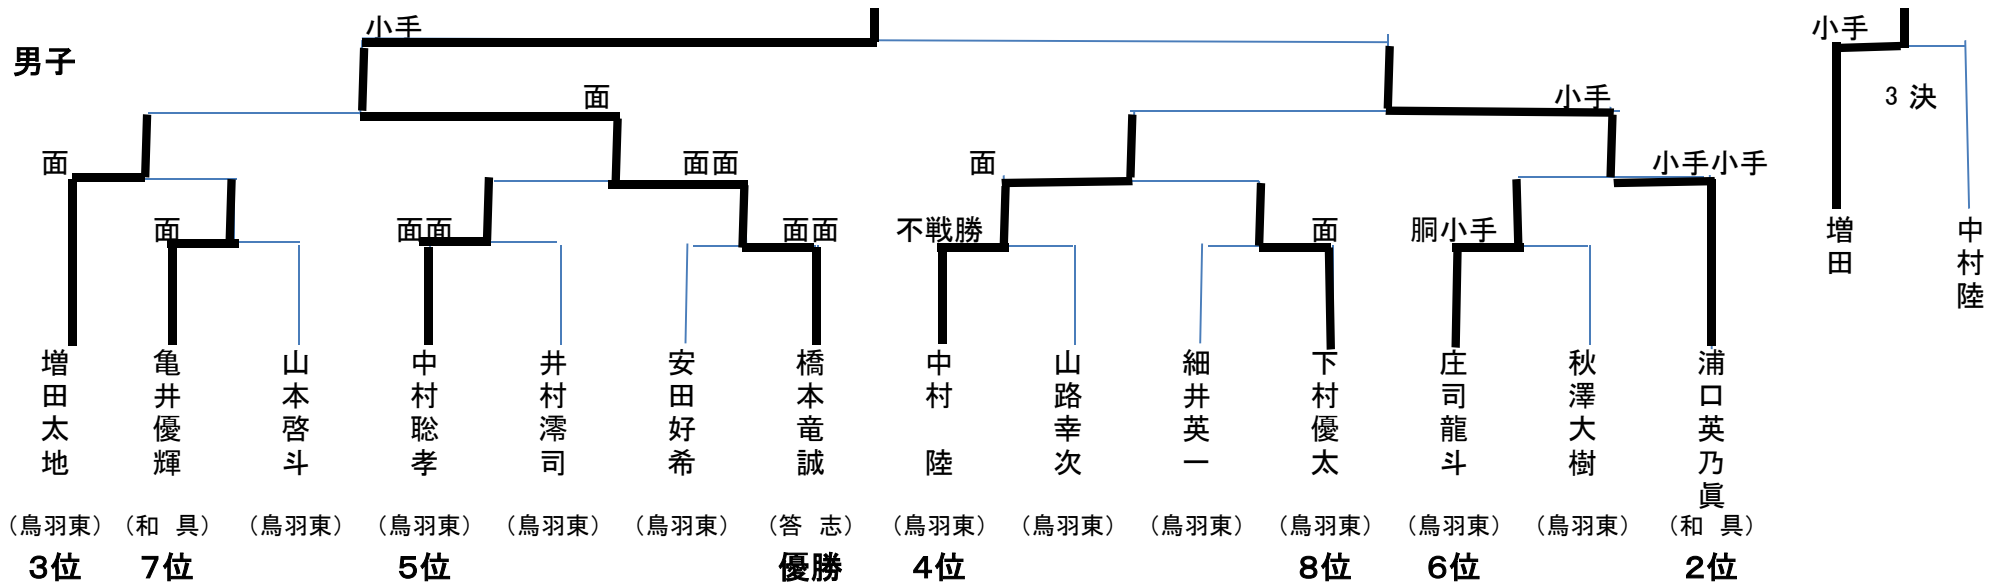 男子
小手
小手
3 決
増田
中村陸
面
小手
面
面面
面
小手小手
面
面面
面面
不戦勝
面
胴小手
増田太地
亀井優輝
山本啓斗
中村聡孝
井村澪司
安田好希
橋本竜誠
中村　陸
山路幸次
細井英一
下村優太
庄司龍斗
秋澤大樹
浦口英乃眞
（鳥羽東）（和　具）（鳥羽東）（鳥羽東）（鳥羽東）（鳥羽東）（答　志）（鳥羽東）（鳥羽東）（鳥羽東）（鳥羽東）（鳥羽東）（鳥羽東）（和　具）
3位 7位 5位 優勝 4位 8位 6位 2位